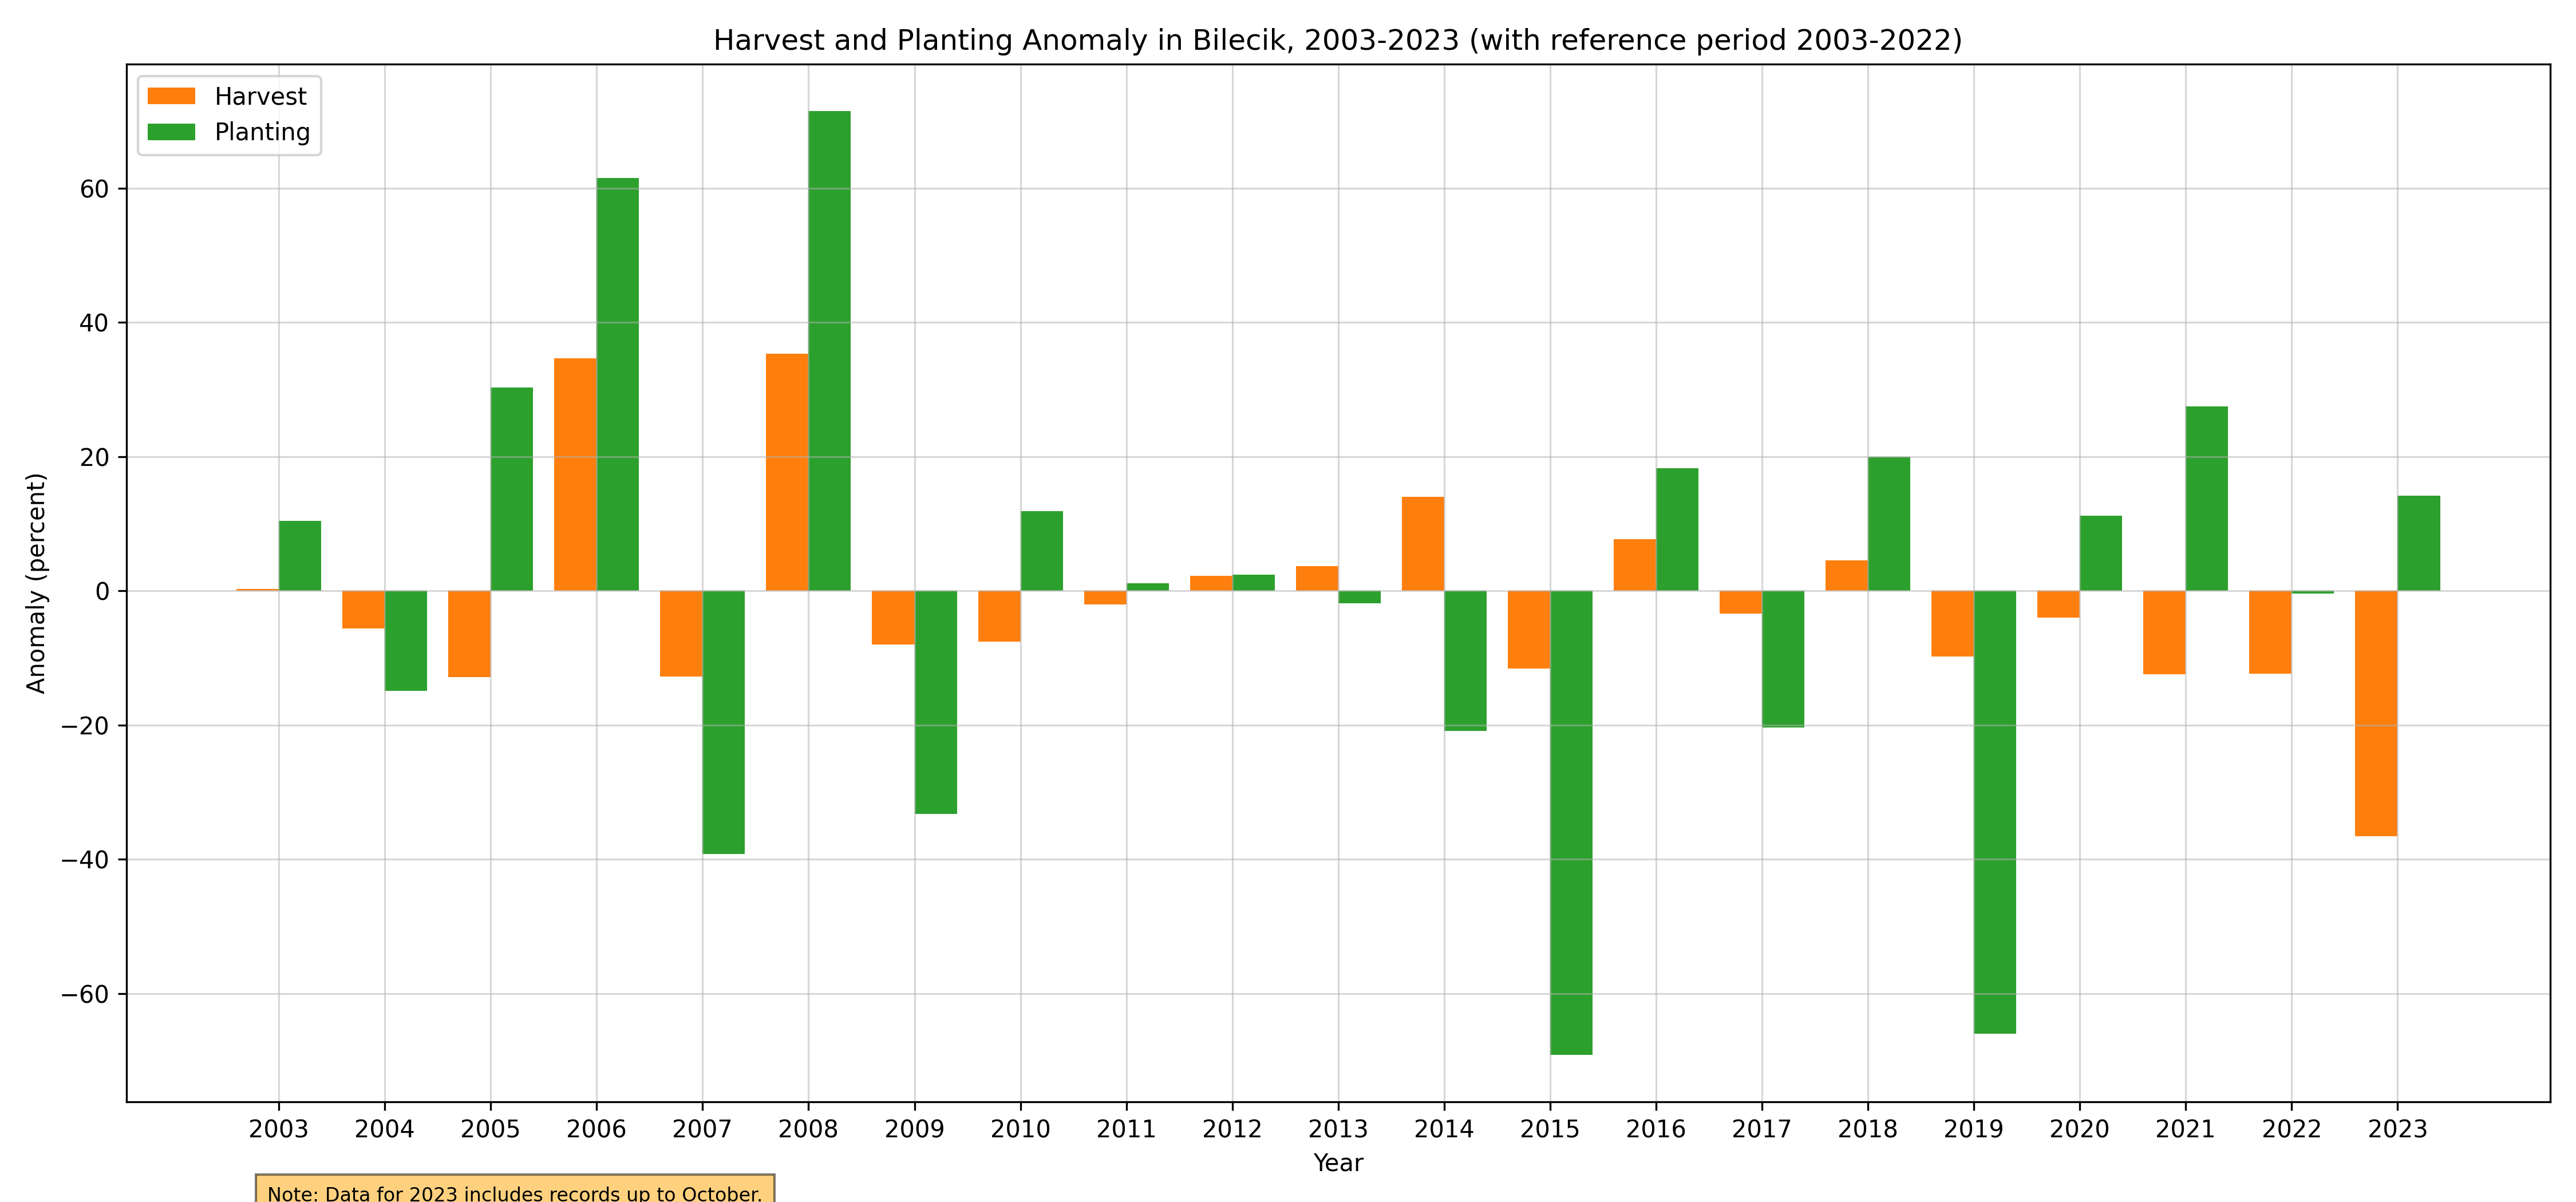 Harvest and Planting Anomaly in Bilecik, 2003-2023 (with reference period 2003-2022)
Harvest
Planting
60
40
20
0
−20
−40
−60
Anomaly (percent)
2003 2004 2005 2006 2007 2008 2009 2010 2011 2012 2013 2014 2015 2016 2017 2018 2019 2020 2021 2022 2023
Year
Note: Data for 2023 includes records up to October.